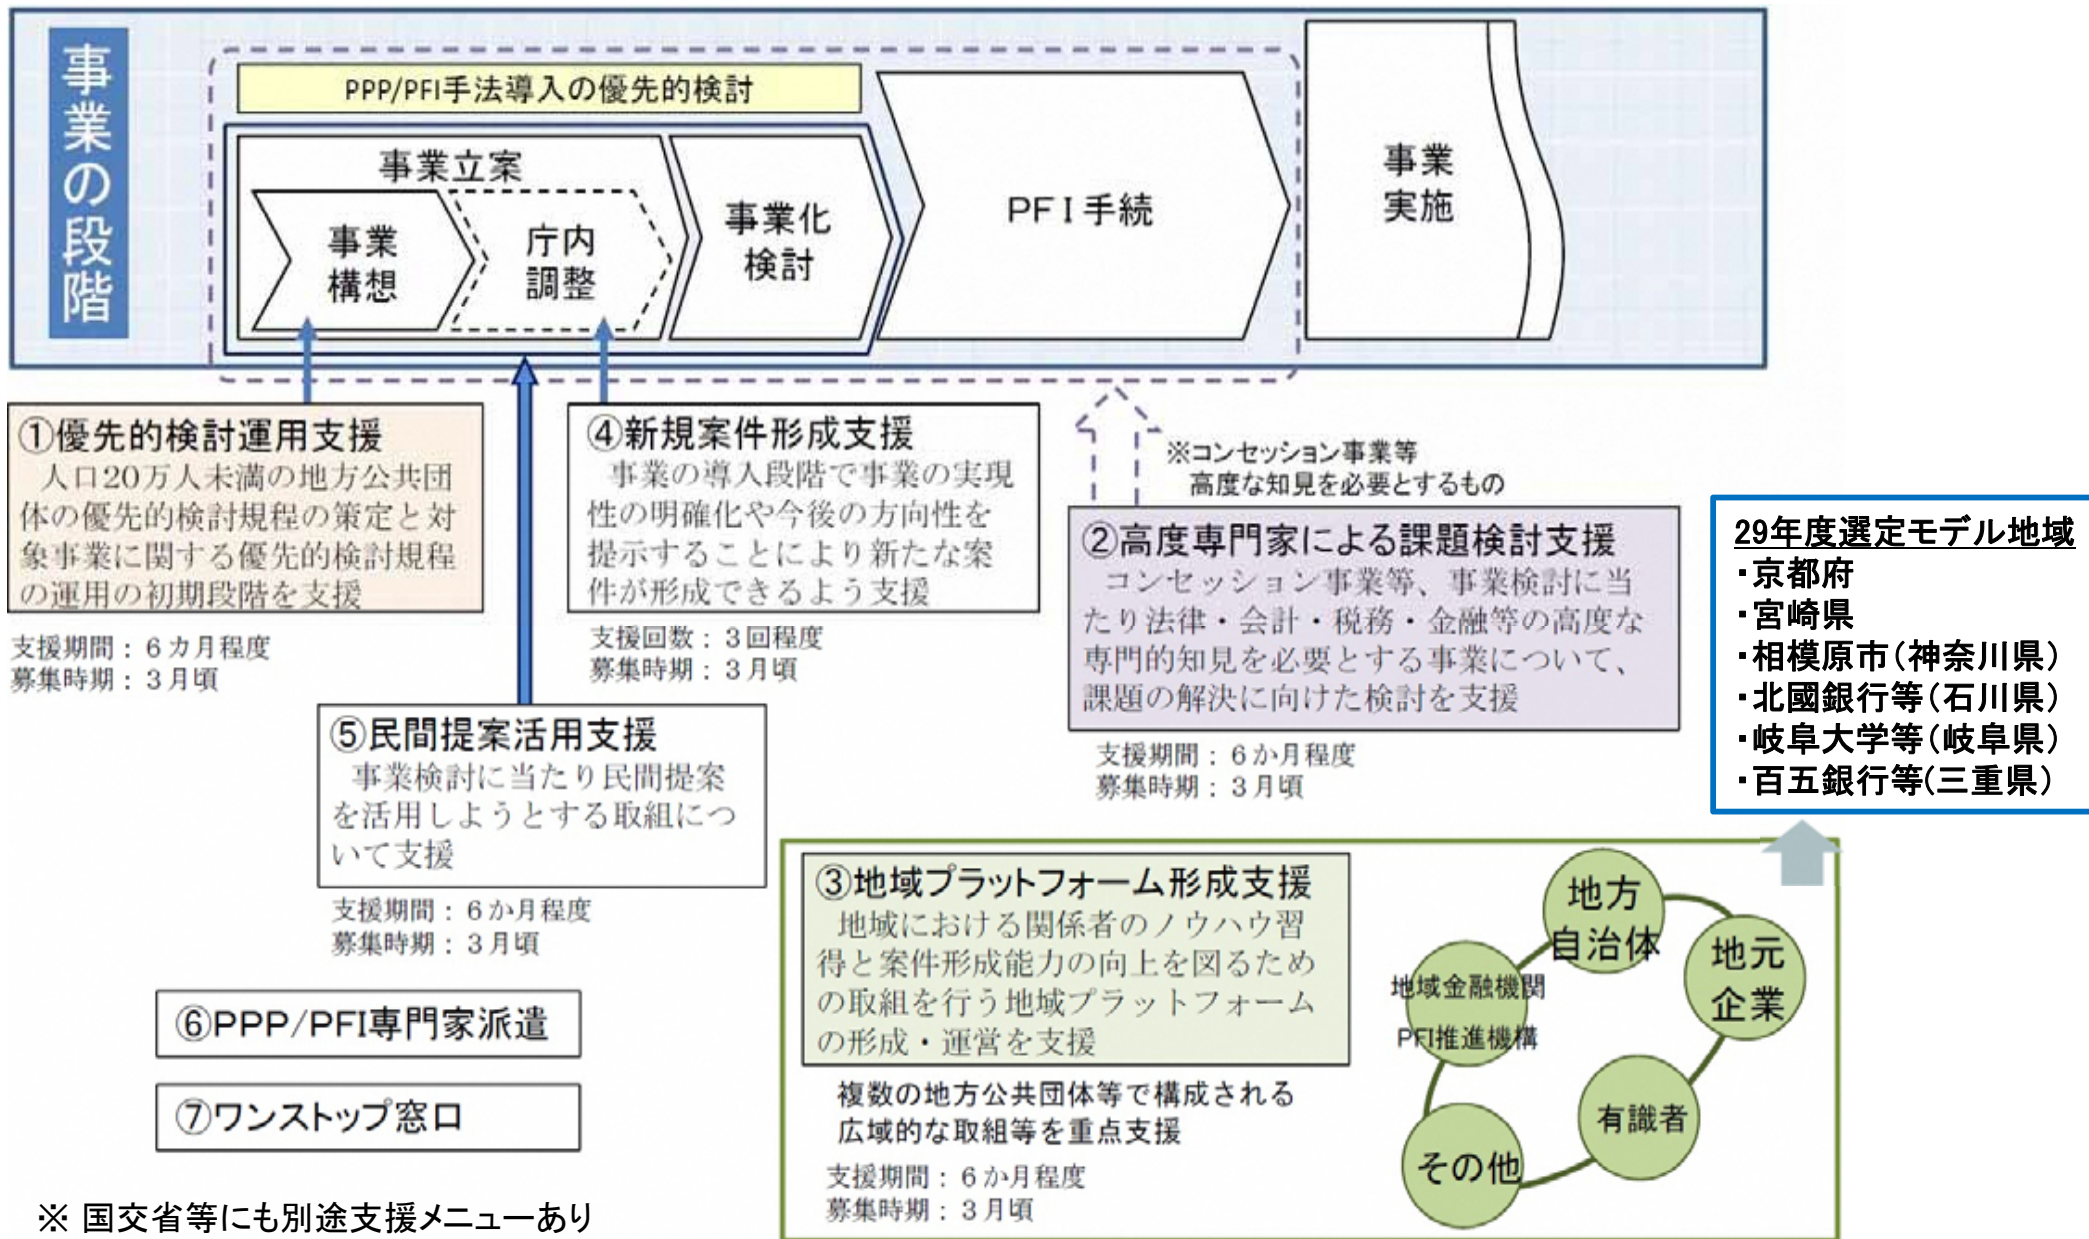 事業の段階
PPP/PFI手法導入の優先的検討
事業立案
事業
構想
庁内
調整
事業化
検討
PFI手続
事業
実施
①優先的検討運用支援
人口20万人未満の地方公共団
体の優先的検討規程の策定と対
象事業に関する優先的検討規程
の運用の初期段階を支援
支援期間：６カ月程度
募集時期：３月頃
④新規案件形成支援
事業の導入段階で事業の実現
性の明確化や今後の方向性を
提示することにより新たな案
件が形成できるよう支援
支援回数：３回程度
募集時期：３月頃
※コンセッション事業等
高度な知見を必要とするもの
②高度専門家による課題検討支援
コンセッション事業等、事業検討に当
たり法律・会計・税務・金融等の高度な
専門的知見を必要とする事業について、
課題の解決に向けた検討を支援
支援期間：６か月程度
募集時期：３月頃
29年度選定モデル地域
・京都府
・宮崎県
・相模原市（神奈川県）
・北國銀行等（石川県）
・岐阜大学等（岐阜県）
・百五銀行等(三重県）
⑤民間提案活用支援
事業検討に当たり民間提案
を活用しようとする取組につ
いて支援
支援期間：６か月程度
募集時期：３月頃
③地域プラットフォーム形成支援
地域における関係者のノウハウ習
得と案件形成能力の向上を図るため
の取組を行う地域プラットフォーム
の形成・運営を支援
複数の地方公共団体等で構成される
広域的な取組等を重点支援
支援期間：６か月程度
募集時期：３月頃
地方
自治体
地元
企業
地域金融機関
PFI推進機構
有識者
その他
⑥PPP/PFI専門家派遣
⑦ワンストップ窓口
※ 国交省等にも別途支援メニューあり